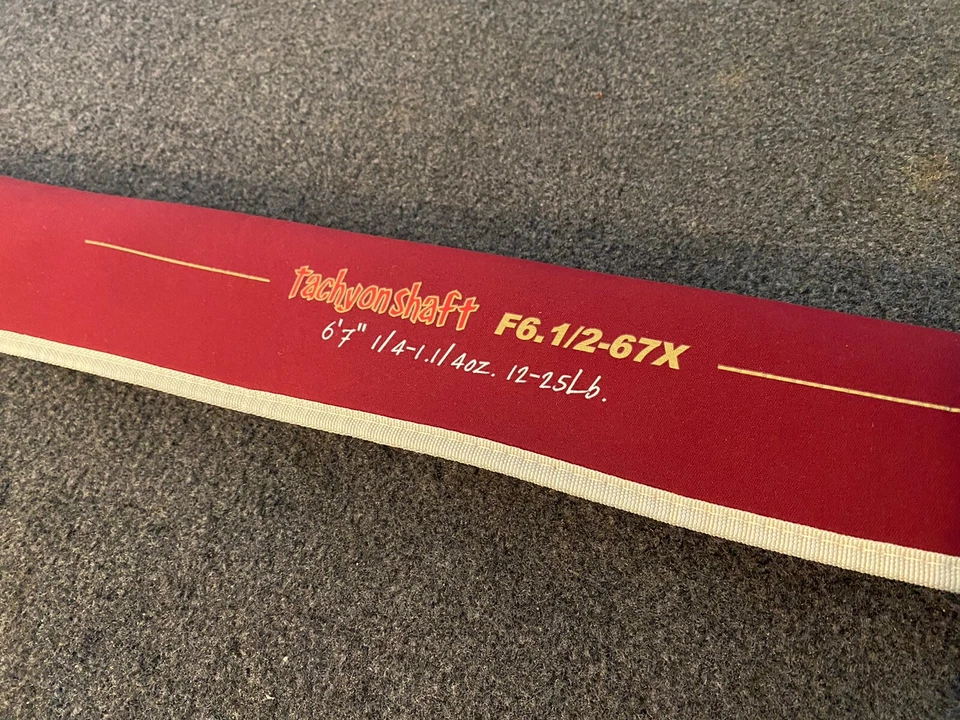 tachyonshaft F6.1/2-67X
6'7" 1/4-1.1/4oz. 12-25Lb.